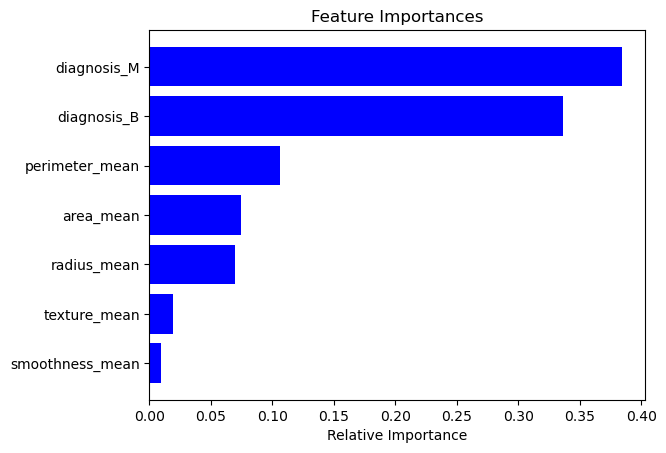 Feature Importances
diagnosis_M
diagnosis_B
perimeter_mean
area_mean
radius_mean
texture_mean
smoothness_mean
0.00 0.05 0.10 0.15 0.20 0.25 0.30 0.35 0.40
Relative Importance